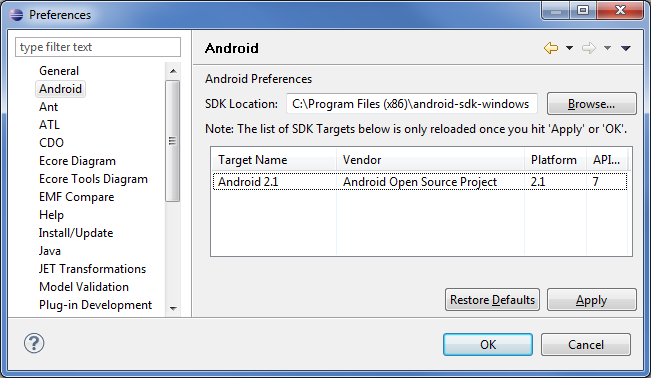 Preferences
type filter text
General
Android
Ant
ATL
CDO
Ecore Diagram
Ecore Tools Diagram
EMF Compare
Help
Install/Update
Java
JET Transformations
Model Validation
Plug-in Development
Android
Android Preferences
SDK Location: C:\Program Files (x86)\android-sdk-windows Browse...
Note: The list of SDK Targets below is only reloaded once you hit 'Apply' or 'OK'.
Target Name Vendor Platform API...
Android 2.1 Android Open Source Project 2.1 7
Restore Defaults Apply
? OK Cancel